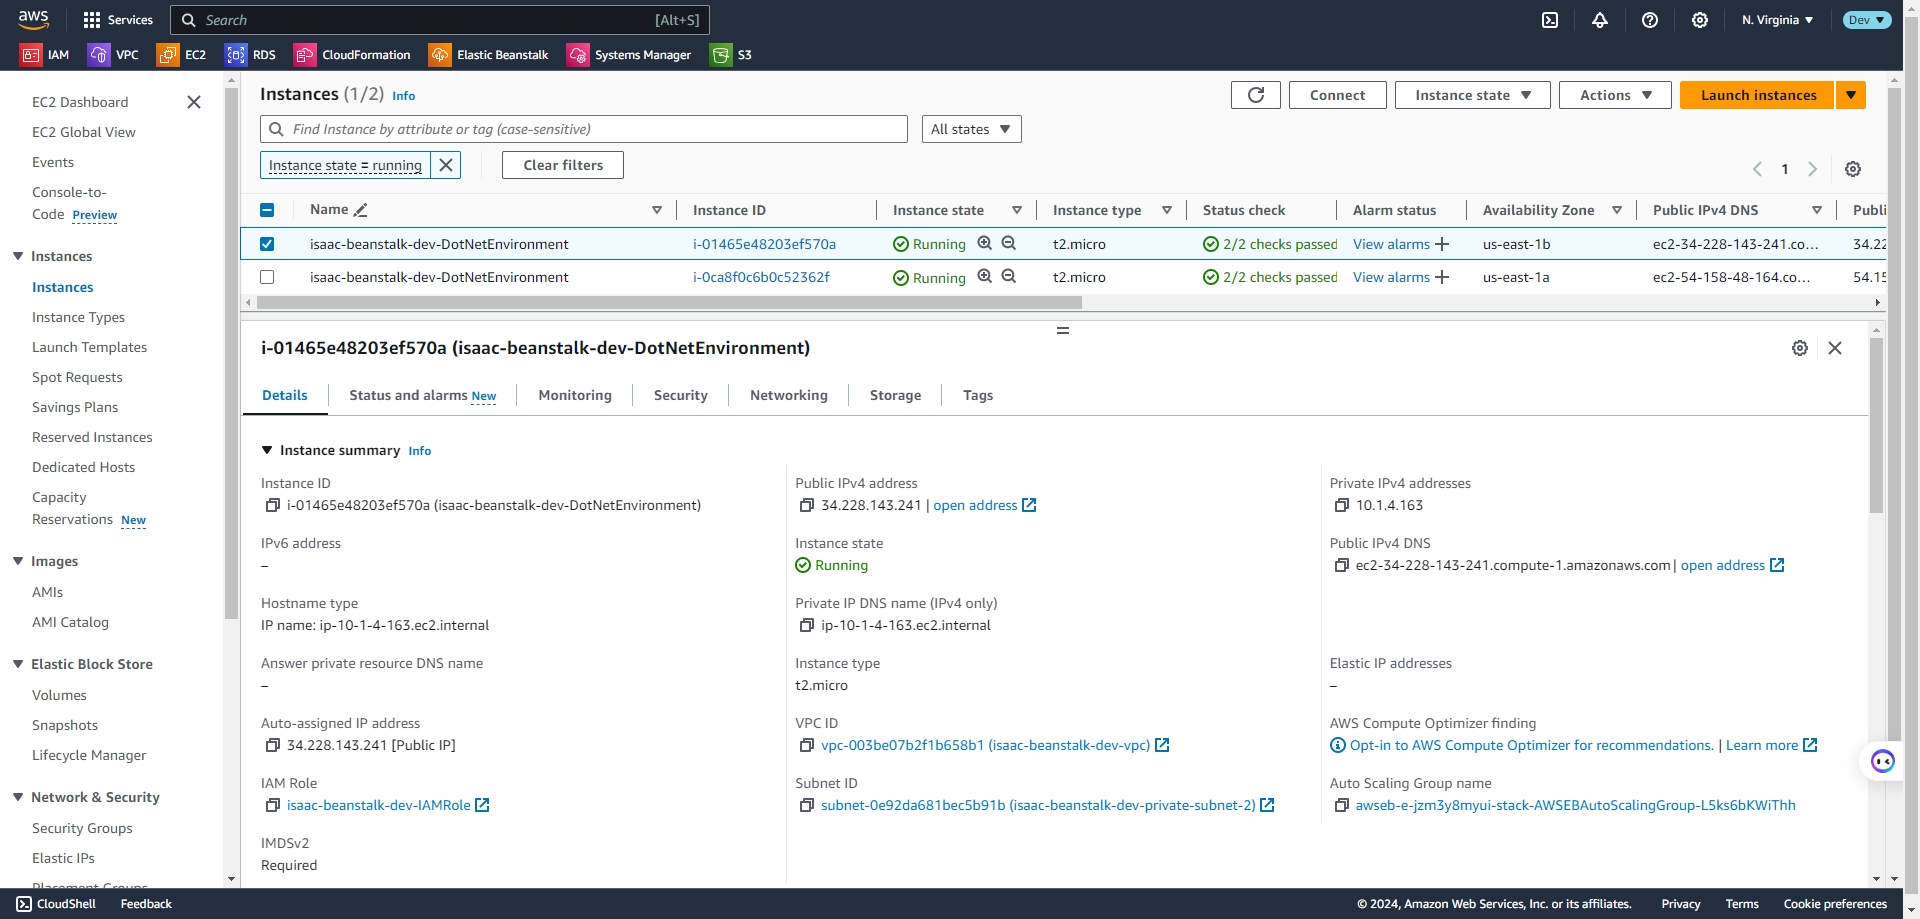 aws
Services
Search
[Alt+S]
N. Virginia
Dev
IAM
VPC
EC2
RDS
CloudFormation
Elastic Beanstalk
Systems Manager
S3
EC2 Dashboard
EC2 Global View
Events
Console-to-
Code Preview
Instances
Instances
Instance Types
Launch Templates
Spot Requests
Savings Plans
Reserved Instances
Dedicated Hosts
Capacity
Reservations New
Images
AMIs
AMI Catalog
Elastic Block Store
Volumes
Snapshots
Lifecycle Manager
Network & Security
Security Groups
Elastic IPs
Placement Groups
Instances (1/2) Info
Connect
Instance state
Actions
Launch instances
Find Instance by attribute or tag (case-sensitive)
All states
Instance state = running
Clear filters
1
Name Instance ID Instance state Instance type Status check Alarm status Availability Zone Public IPv4 DNS Publi
isaac-beanstalk-dev-DotNetEnvironment i-01465e48203ef570a Running t2.micro 2/2 checks passed View alarms us-east-1b ec2-34-228-143-241.co... 34.22
isaac-beanstalk-dev-DotNetEnvironment i-0ca8f0c6b0c52362f Running t2.micro 2/2 checks passed View alarms us-east-1a ec2-54-158-48-164.co... 54.15
i-01465e48203ef570a (isaac-beanstalk-dev-DotNetEnvironment)
Details
Status and alarms New
Monitoring
Security
Networking
Storage
Tags
Instance summary Info
Instance ID
i-01465e48203ef570a (isaac-beanstalk-dev-DotNetEnvironment)
Public IPv4 address
34.228.143.241 | open address
Private IPv4 addresses
10.1.4.163
IPv6 address
–
Instance state
Running
Public IPv4 DNS
ec2-34-228-143-241.compute-1.amazonaws.com | open address
Hostname type
IP name: ip-10-1-4-163.ec2.internal
Private IP DNS name (IPv4 only)
ip-10-1-4-163.ec2.internal
Answer private resource DNS name
–
Instance type
t2.micro
Elastic IP addresses
–
Auto-assigned IP address
34.228.143.241 [Public IP]
VPC ID
vpc-003be07b2f1b658b1 (isaac-beanstalk-dev-vpc)
AWS Compute Optimizer finding
Opt-in to AWS Compute Optimizer for recommendations. | Learn more
IAM Role
isaac-beanstalk-dev-IAMRole
Subnet ID
subnet-0e92da681bec5b91b (isaac-beanstalk-dev-private-subnet-2)
Auto Scaling Group name
awseb-e-jzm3y8myui-stack-AWSEBAutoScalingGroup-L5ks6bKWiThh
IMDSv2
Required
CloudShell
Feedback
© 2024, Amazon Web Services, Inc. or its affiliates.
Privacy
Terms
Cookie preferences